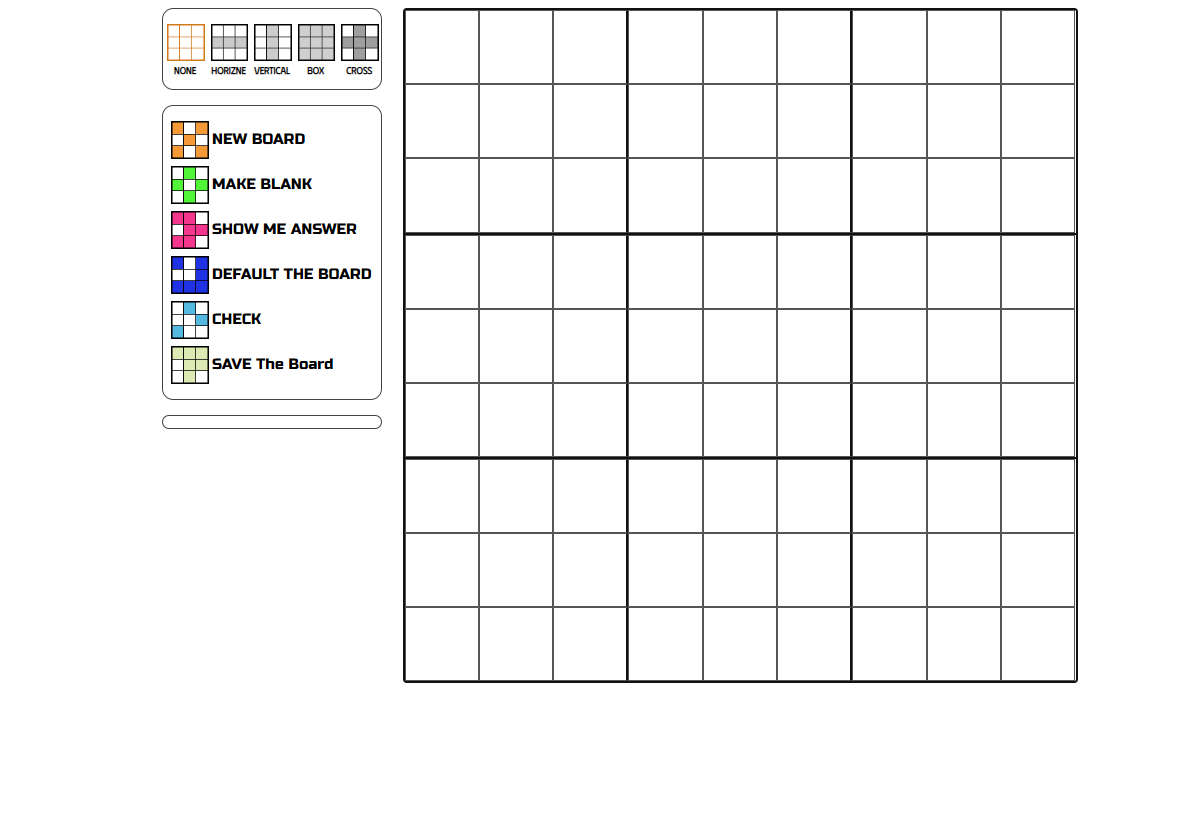 NONE HORIZNE VERTICAL BOX CROSS
NEW BOARD
MAKE BLANK
SHOW ME ANSWER
DEFAULT THE BOARD
CHECK
SAVE The Board